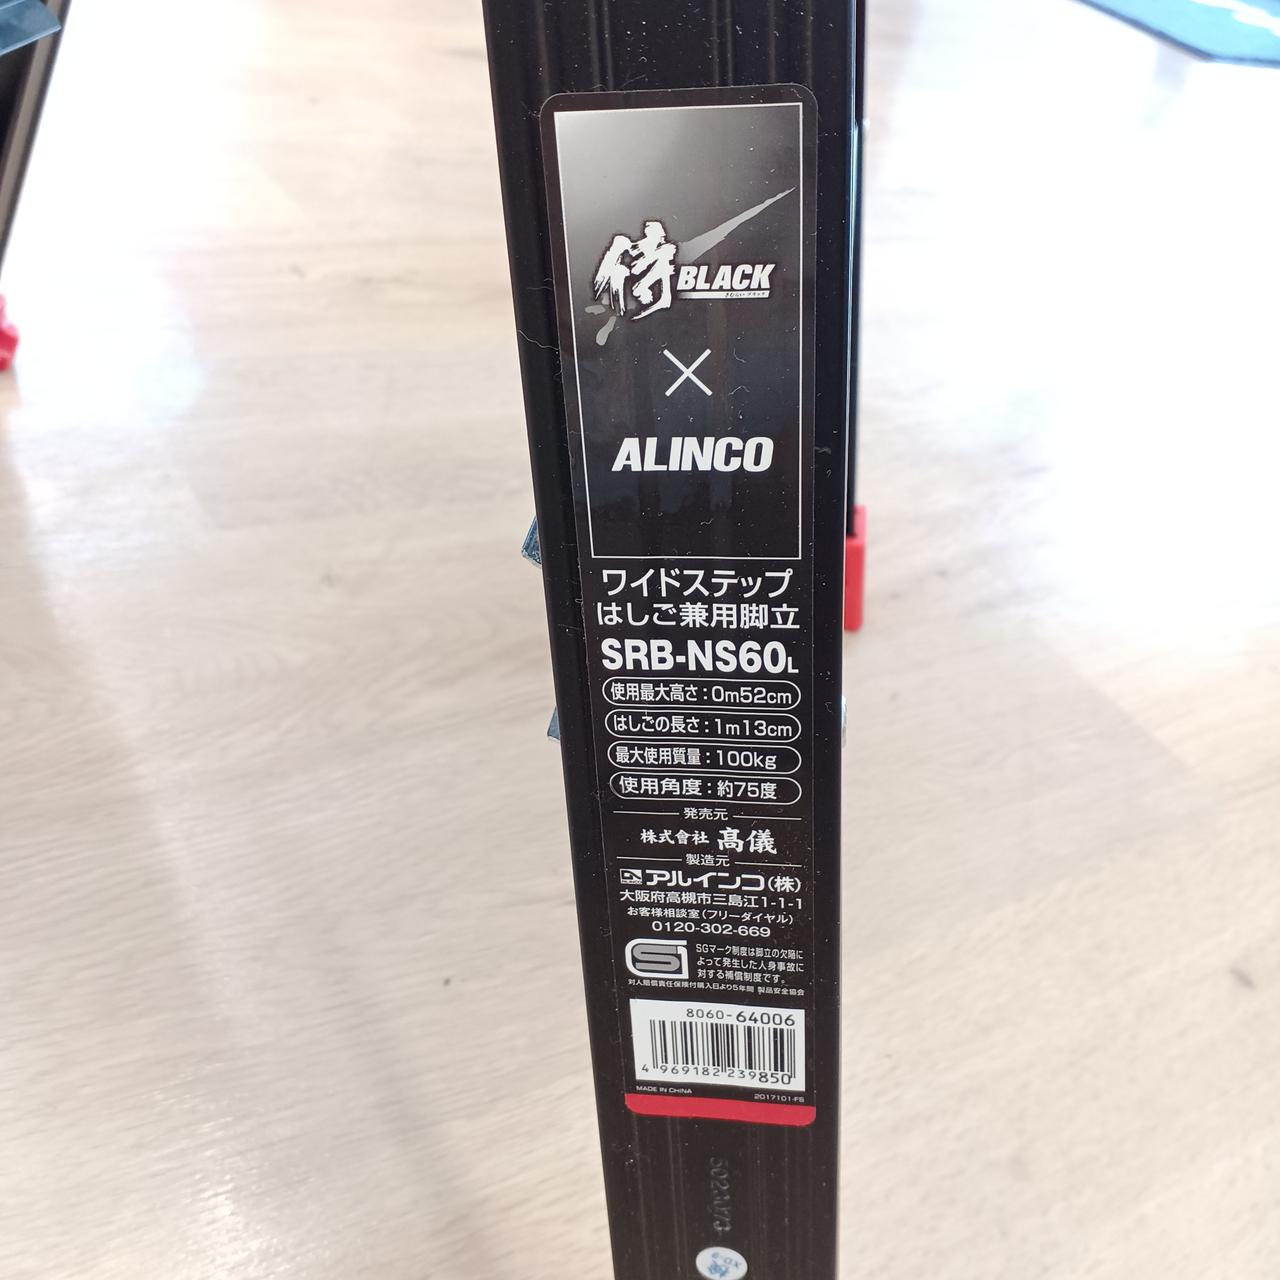 侍BLACK
さむらい ブラック
×
ALINCO
ワイドステップ
はしご兼用脚立
SRB-NS60L
使用最大高さ：0m52cm
はしごの長さ：1m13cm
最大使用質量：100kg
使用角度：約75度
発売元
株式會社 髙儀
製造元
アルインコ(株)
大阪府高槻市三島江1-1-1
お客様相談室(フリーダイヤル)
0120-302-669
SGマーク制度は脚立の欠陥に
よって発生した人身事故に
対する補償制度です。
対人賠償責任保険付購入日より5年間 製品安全協会
8060-64006
4 969182 239850
MADE IN CHINA
2017101-FS